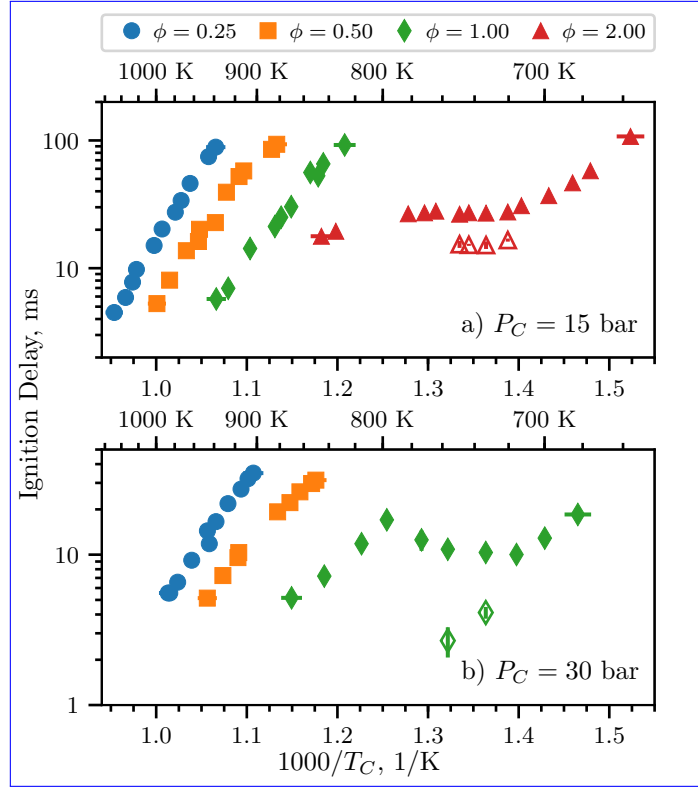 ϕ = 0.25 ϕ = 0.50 ϕ = 1.00 ϕ = 2.00
1000 K 900 K 800 K 700 K
100
10
a) P_C = 15 bar
1.0 1.1 1.2 1.3 1.4 1.5
Ignition Delay, ms
1000 K 900 K 800 K 700 K
10
1
b) P_C = 30 bar
1.0 1.1 1.2 1.3 1.4 1.5
1000/T_C, 1/K